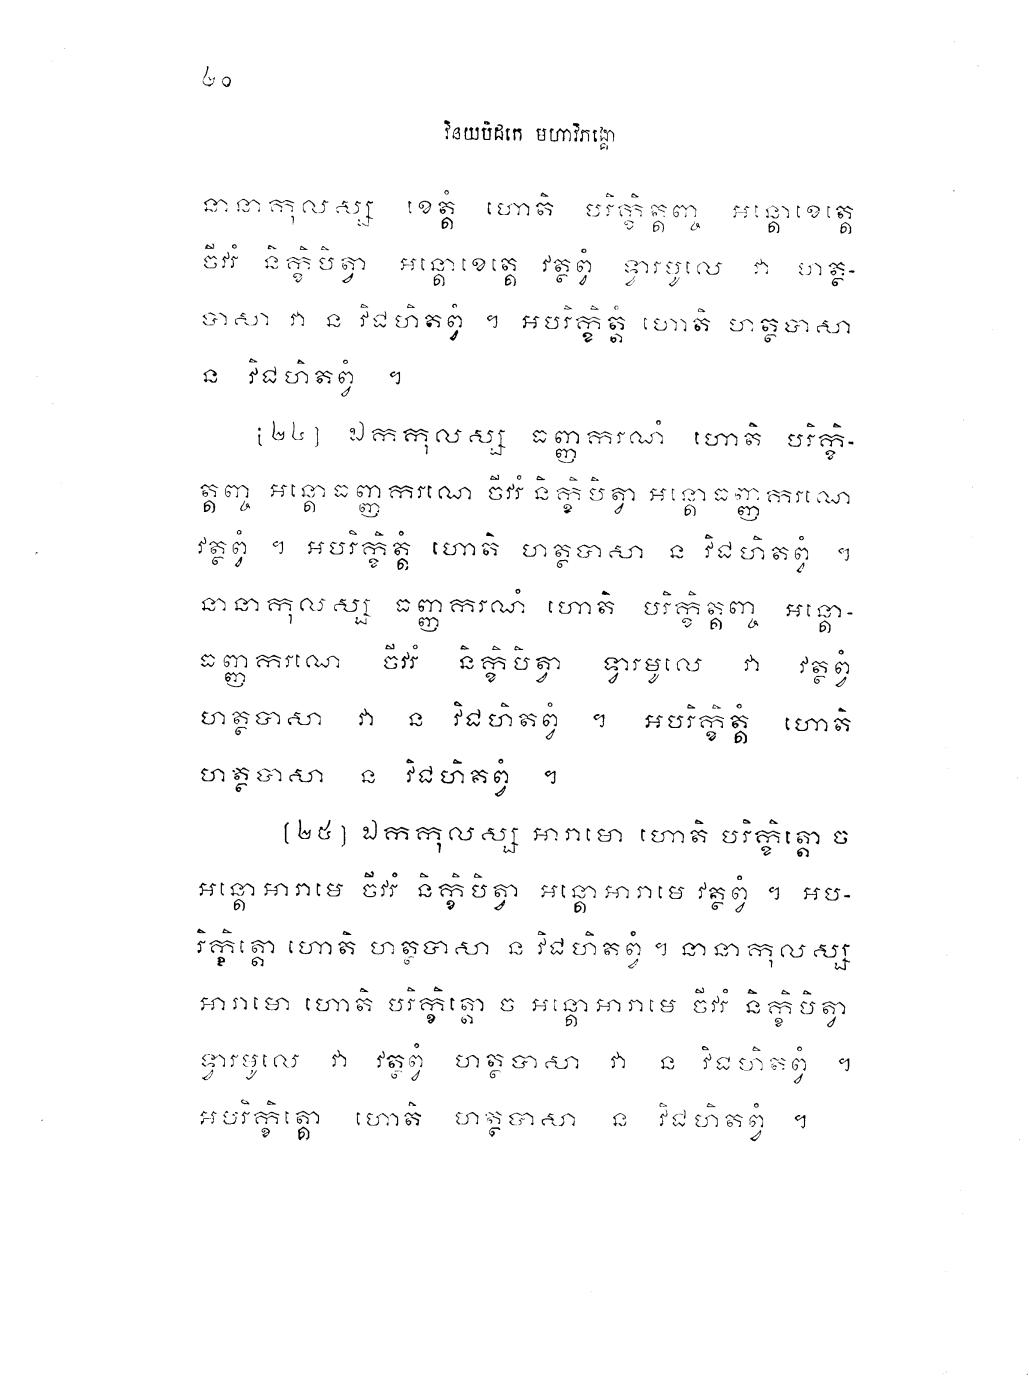 ២០
វិនយបិដកេ មហាវិភង្គោ
នានាកុលស្ស ខេត្តំ ហោតិ បរិក្ខិត្តញ្ច អន្តោខេត្តេ
ចីវរំ និក្ខិបិត្វា អន្តោខេត្តេ វត្ថព្វំ ទ្វារមូលេ វា ហត្ថ-
បាសា វា ន វិជហិតព្វំ ។ អបរិក្ខិត្តំ ហោតិ ហត្ថបាសា
ន វិជហិតព្វំ ។
[២៤] ឯកកុលស្ស ធញ្ញករណំ ហោតិ បរិក្ខិ-
ត្តញ្ច អន្តោធញ្ញករណេ ចីវរំ និក្ខិបិត្វា អន្តោធញ្ញករណេ
វត្ថព្វំ ។ អបរិក្ខិត្តំ ហោតិ ហត្ថបាសា ន វិជហិតព្វំ ។
នានាកុលស្ស ធញ្ញករណំ ហោតិ បរិក្ខិត្តញ្ច អន្តោ-
ធញ្ញករណេ ចីវរំ និក្ខិបិត្វា ទ្វារមូលេ វា វត្ថព្វំ
ហត្ថបាសា វា ន វិជហិតព្វំ ។ អបរិក្ខិត្តំ ហោតិ
ហត្ថបាសា ន វិជហិតព្វំ ។
[២៥] ឯកកុលស្ស អារាមោ ហោតិ បរិក្ខិត្តោ ច
អន្តោអារាមេ ចីវរំ និក្ខិបិត្វា អន្តោអារាមេ វត្ថព្វំ ។ អប-
រិក្ខិត្តោ ហោតិ ហត្ថបាសា ន វិជហិតព្វំ ។ នានាកុលស្ស
អារាមោ ហោតិ បរិក្ខិត្តោ ច អន្តោអារាមេ ចីវរំ និក្ខិបិត្វា
ទ្វារមូលេ វា វត្ថព្វំ ហត្ថបាសា វា ន វិជហិតព្វំ ។
អបរិក្ខិត្តោ ហោតិ ហត្ថបាសា ន វិជហិតព្វំ ។